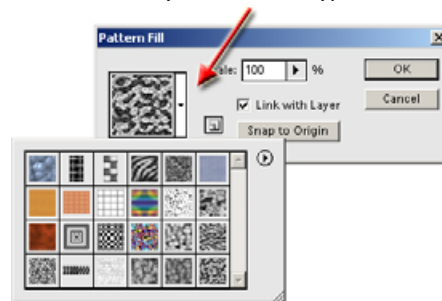 Pattern Fill
ale: 100 %
OK
Link with Layer
Cancel
Snap to Origin